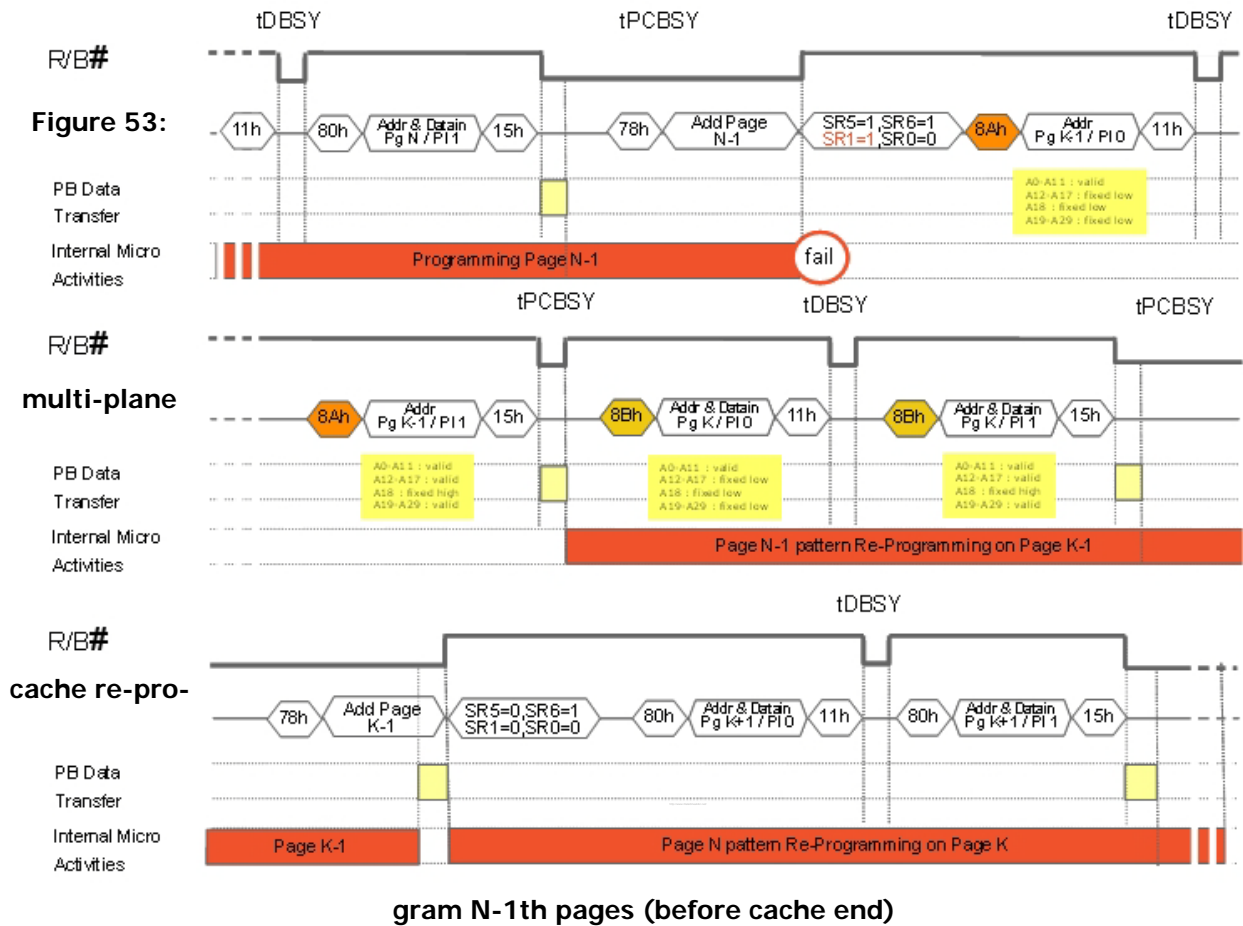 tDBSY tPCBSY tDBSY
R/B#
Figure 53:
11h 80h Addr & Datain Pg N / Pl 1 15h 78h Add Page N-1 SR5=1,SR6=1 SR1=1,SR0=0 8Ah Addr Pg K-1 / Pl 0 11h
PB Data
Transfer
A0-A11 : valid
A12-A17 : fixed low
A18 : fixed low
A19-A29 : fixed low
Internal Micro
Activities
Programming Page N-1 fail
tPCBSY tDBSY tPCBSY
R/B#
multi-plane
8Ah Addr Pg K-1 / Pl 1 15h 8Bh Addr & Datain Pg K / Pl 0 11h 8Bh Addr & Datain Pg K / Pl 1 15h
PB Data
Transfer
A0-A11 : valid
A12-A17 : valid
A18 : fixed high
A19-A29 : valid
A0-A11 : valid
A12-A17 : fixed low
A18 : fixed low
A19-A29 : fixed low
A0-A11 : valid
A12-A17 : valid
A18 : fixed high
A19-A29 : valid
Internal Micro
Activities
Page N-1 pattern Re-Programming on Page K-1
tDBSY
R/B#
cache re-pro-
78h Add Page K-1 SR5=0,SR6=1 SR1=0,SR0=0 80h Addr & Datain Pg K+1 / Pl 0 11h 80h Addr & Datain Pg K+1 / Pl 1 15h
PB Data
Transfer
Internal Micro
Activities
Page K-1 Page N pattern Re-Programming on Page K
gram N-1th pages (before cache end)